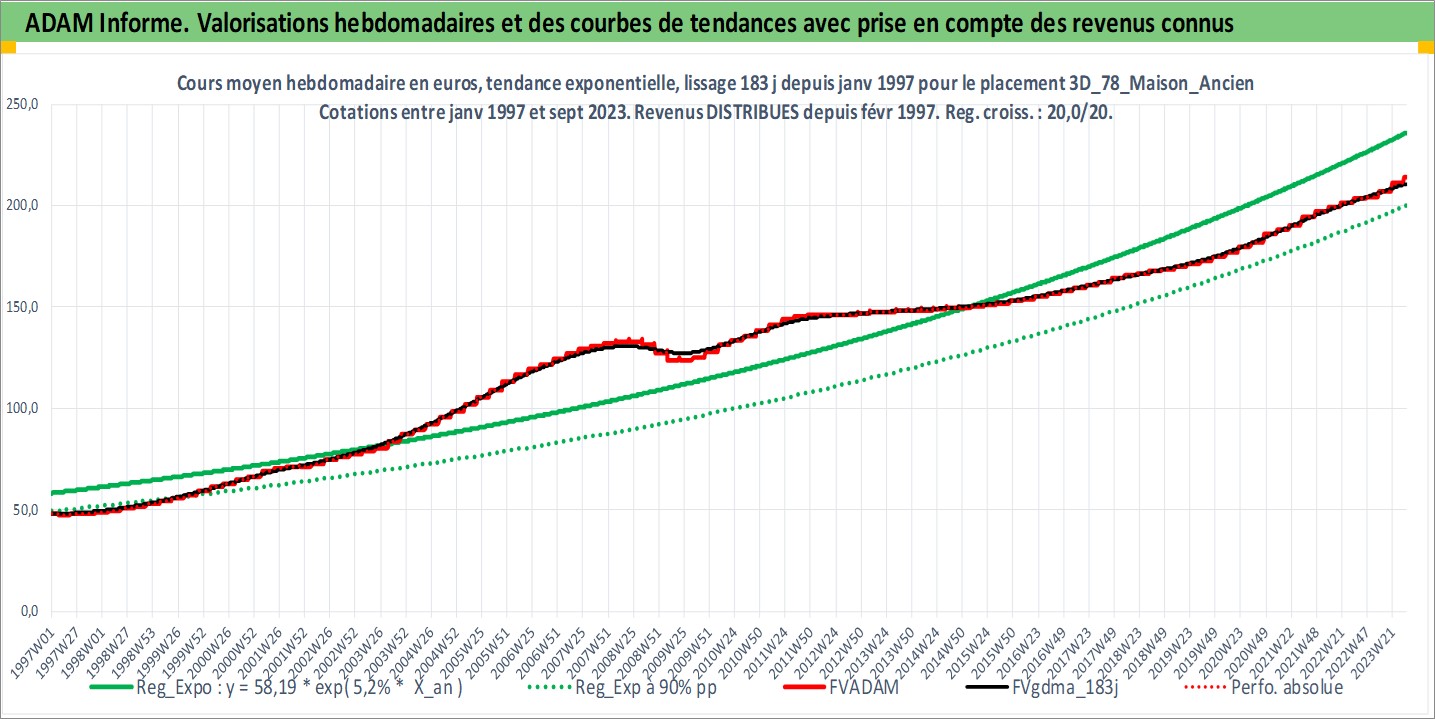 ADAM Informe. Valorisations hebdomadaires et des courbes de tendances avec prise en compte des revenus connus
Cours moyen hebdomadaire en euros, tendance exponentielle, lissage 183 j depuis janv 1997 pour le placement 3D_78_Maison_Ancien
Cotations entre janv 1997 et sept 2023. Revenus DISTRIBUES depuis févr 1997. Reg. croiss. : 20,0/20.
250,0
200,0
150,0
100,0
50,0
0,0
1997W01 1997W27 1998W01 1998W27 1998W53 1999W26 1999W52 2000W26 2000W52 2001W26 2001W52 2002W26 2002W52 2003W26 2003W52 2004W26 2004W52 2005W25 2005W51 2006W25 2006W51 2007W25 2007W51 2008W25 2008W51 2009W25 2009W51 2010W24 2010W50 2011W24 2011W50 2012W24 2012W50 2013W24 2013W50 2014W24 2014W50 2015W24 2015W50 2016W23 2016W49 2017W23 2017W49 2018W23 2018W49 2019W23 2019W49 2020W23 2020W49 2021W22 2021W48 2022W21 2022W47 2023W21
Reg_Expo : y = 58,19 * exp( 5,2% * X_an ) Reg_Exp à 90% pp FVADAM FVgdma_183j Perfo. absolue